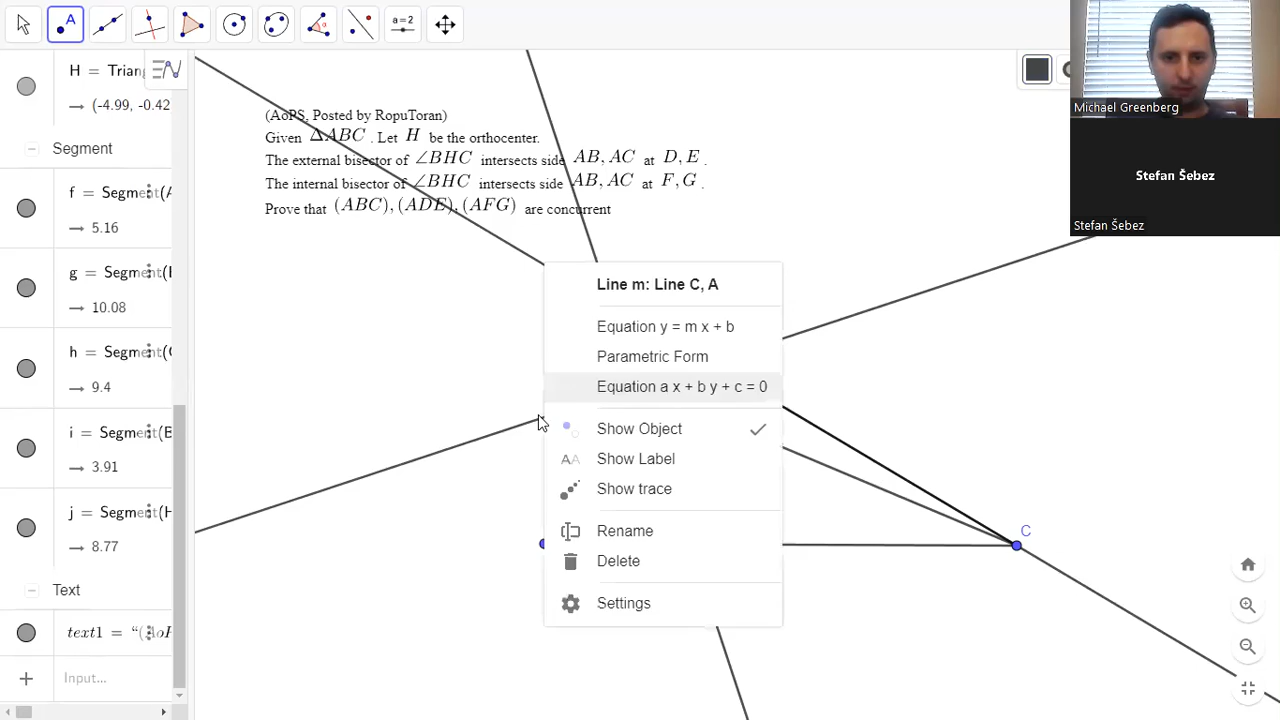 A
a=2
H = Trian
→ (-4.99, -0.42
Segment
f = Segment(A
→ 5.16
g = Segment(B
→ 10.08
h = Segment(C
→ 9.4
i = Segment(B
→ 3.91
j = Segment(H
→ 8.77
Text
text1 = “(AoP
Input...
(AoPS, Posted by RopuToran)
Given ΔABC . Let H be the orthocenter.
The external bisector of ∠BHC intersects side AB, AC at D, E .
The internal bisector of ∠BHC intersects side AB, AC at F, G .
Prove that (ABC), (ADE), (AFG) are concurrent
Line m: Line C, A
Equation y = m x + b
Parametric Form
Equation a x + b y + c = 0
Show Object
AA Show Label
Show trace
Rename
Delete
Settings
C
Michael Greenberg
Stefan Šebez
Stefan Šebez